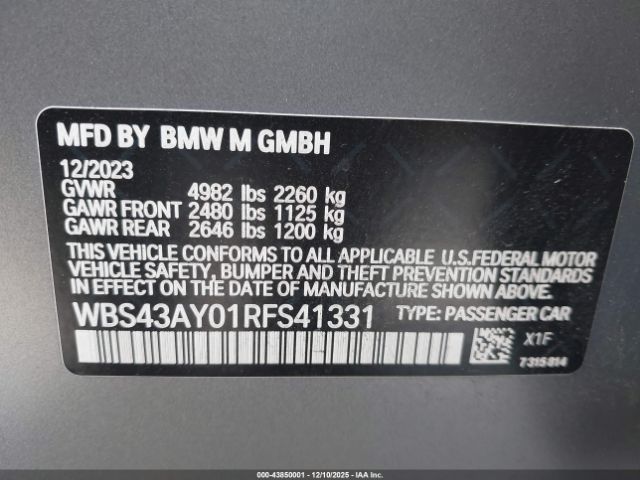 MFD BY BMW M GMBH
12/2023
GVWR 4982 lbs 2260 kg
GAWR FRONT 2480 lbs 1125 kg
GAWR REAR 2646 lbs 1200 kg
THIS VEHICLE CONFORMS TO ALL APPLICABLE U.S.FEDERAL MOTOR
VEHICLE SAFETY, BUMPER AND THEFT PREVENTION STANDARDS
IN EFFECT ON THE DATE OF MANUFACTURE SHOWN ABOVE.
WBS43AY01RFS41331 TYPE: PASSENGER CAR
X1F
7315814
000-43850001 - 12/10/2025 - IAAI.com